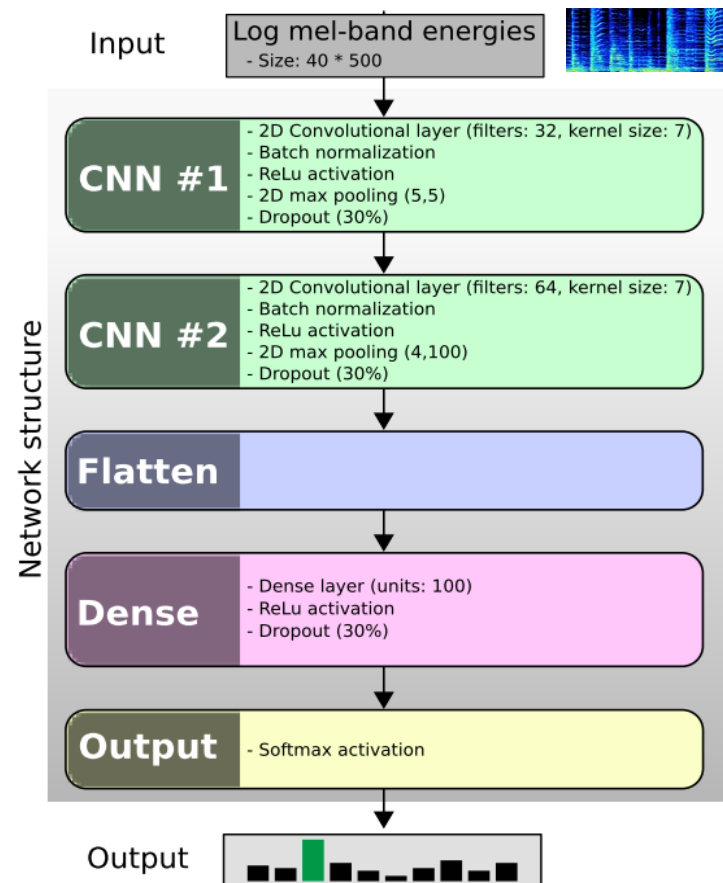 Input
Log mel-band energies
- Size: 40 * 500
Network structure
CNN #1
- 2D Convolutional layer (filters: 32, kernel size: 7)
- Batch normalization
- ReLu activation
- 2D max pooling (5,5)
- Dropout (30%)
CNN #2
- 2D Convolutional layer (filters: 64, kernel size: 7)
- Batch normalization
- ReLu activation
- 2D max pooling (4,100)
- Dropout (30%)
Flatten
Dense
- Dense layer (units: 100)
- ReLu activation
- Dropout (30%)
Output
- Softmax activation
Output